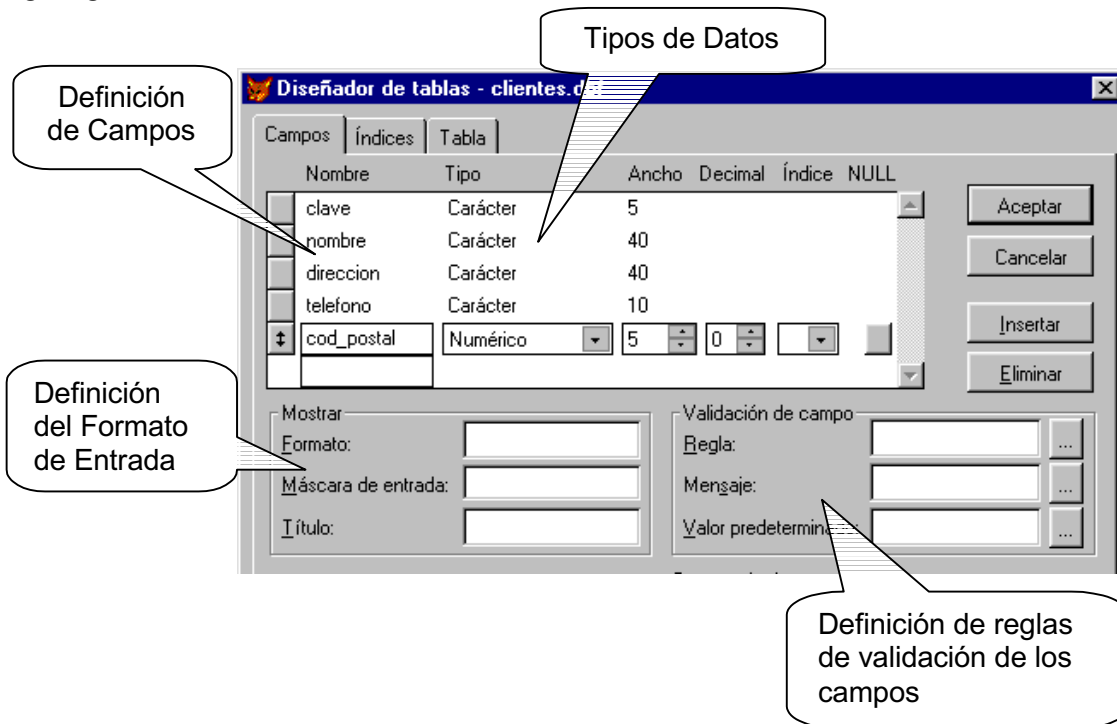 Tipos de Datos
Definición
de Campos
Diseñador de tablas - clientes.d
Campos Índices Tabla
Nombre Tipo Ancho Decimal Índice NULL
clave Carácter 5
nombre Carácter 40
direccion Carácter 40
telefono Carácter 10
cod_postal Numérico 5 0
Aceptar
Cancelar
Insertar
Eliminar
Definición
del Formato
de Entrada
Mostrar
Formato:
Máscara de entrada:
Título:
Validación de campo
Regla: ...
Mensaje: ...
Valor predetermina ...
Definición de reglas
de validación de los
campos